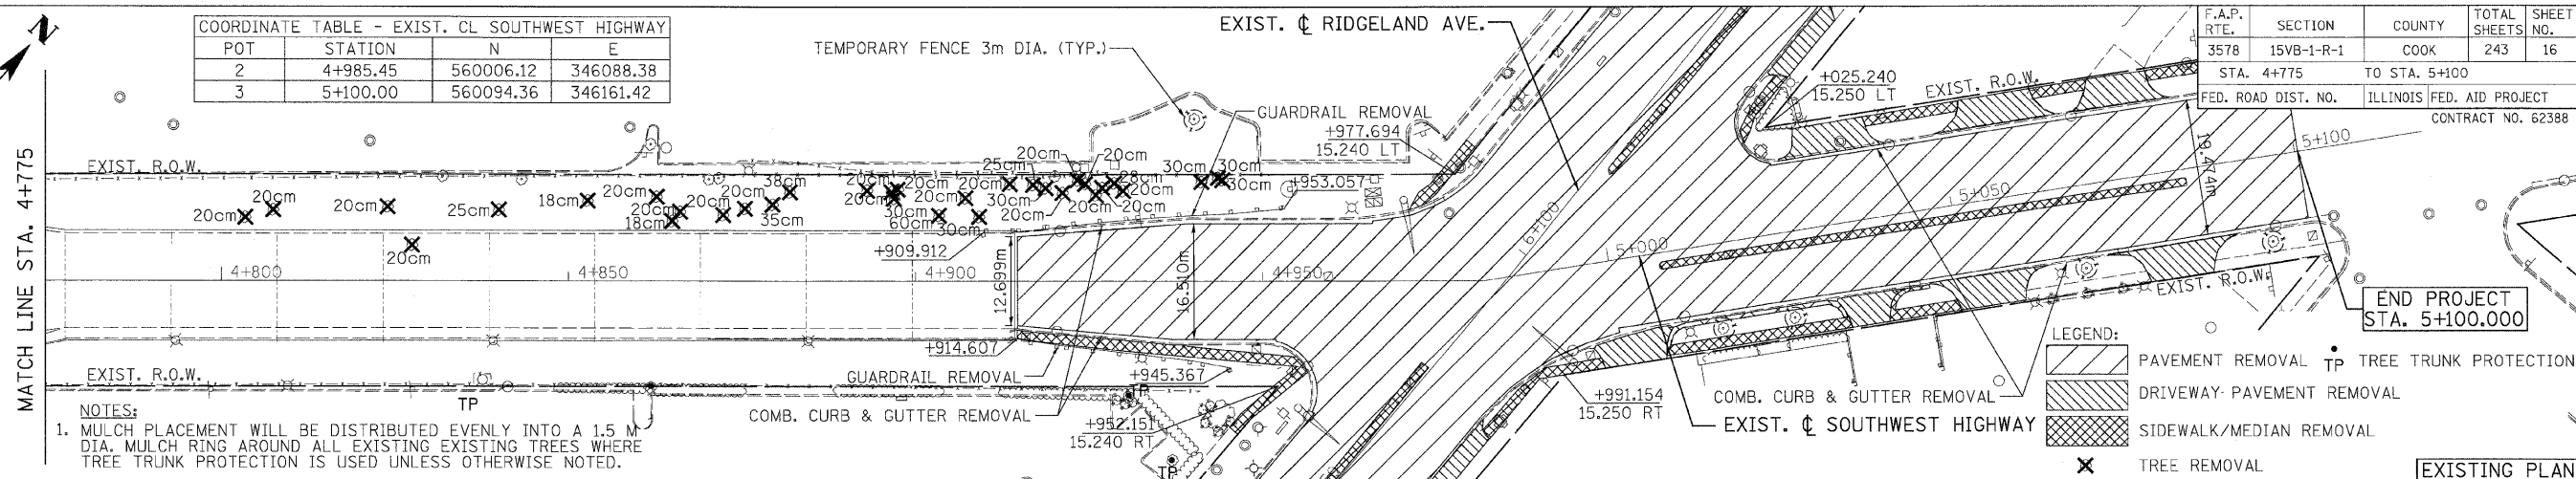 N
COORDINATE TABLE - EXIST. CL SOUTHWEST HIGHWAY
POT STATION N E
2 4+985.45 560006.12 346088.38
3 5+100.00 560094.36 346161.42
TEMPORARY FENCE 3m DIA. (TYP.)
EXIST. ℄ RIDGELAND AVE.
F.A.P. RTE. SECTION COUNTY TOTAL SHEETS SHEET NO.
3578 15VB-1-R-1 COOK 243 16
STA. 4+775 TO STA. 5+100
FED. ROAD DIST. NO. ILLINOIS FED. AID PROJECT
CONTRACT NO. 62388
+025.240
15.250 LT
EXIST. R.O.W.
GUARDRAIL REMOVAL
+977.694
15.240 LT
+953.057
MATCH LINE STA. 4+775
EXIST. R.O.W.
20cm
20cm
20cm
20cm
25cm
18cm
20cm
20cm
18cm
20cm
20cm
38cm
35cm
20cm
20cm
20cm
20cm
30cm
60cm
20cm
30cm
25cm
30cm
20cm
20cm
20cm
28cm
20cm
20cm
20cm
30cm
30cm
30cm
4+800
4+850
4+900
4+950
5+000
5+050
5+100
6+100
+909.912
12.699m
16.510m
19.474m
+914.607
GUARDRAIL REMOVAL
+945.367
COMB. CURB & GUTTER REMOVAL
+952.151
15.240 RT
+991.154
15.250 RT
COMB. CURB & GUTTER REMOVAL
EXIST. ℄ SOUTHWEST HIGHWAY
EXIST. R.O.W.
END PROJECT
STA. 5+100.000
EXIST. R.O.W.
TP
TP
TP
NOTES:
1. MULCH PLACEMENT WILL BE DISTRIBUTED EVENLY INTO A 1.5 M
DIA. MULCH RING AROUND ALL EXISTING EXISTING TREES WHERE
TREE TRUNK PROTECTION IS USED UNLESS OTHERWISE NOTED.
LEGEND:
PAVEMENT REMOVAL TP TREE TRUNK PROTECTION
DRIVEWAY PAVEMENT REMOVAL
SIDEWALK/MEDIAN REMOVAL
TREE REMOVAL
EXISTING PLAN